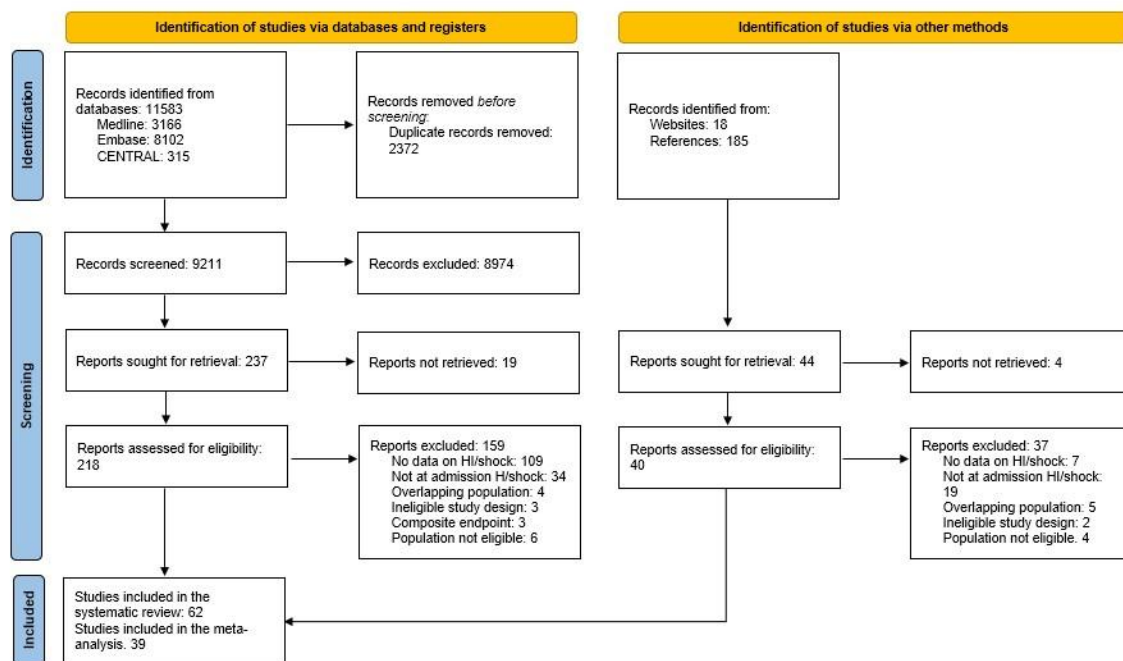 Identification of studies via databases and registers
Identification of studies via other methods
Identification
Records identified from
databases: 11583
Medline: 3166
Embase: 8102
CENTRAL: 315
Records removed before
screening:
Duplicate records removed:
2372
Records identified from:
Websites: 18
References: 185
Screening
Records screened: 9211
Records excluded: 8974
Reports sought for retrieval: 237
Reports not retrieved: 19
Reports sought for retrieval: 44
Reports not retrieved: 4
Reports assessed for eligibility:
218
Reports excluded: 159
No data on HI/shock: 109
Not at admission H/shock: 34
Overlapping population: 4
Ineligible study design: 3
Composite endpoint: 3
Population not eligible: 6
Reports assessed for eligibility:
40
Reports excluded: 37
No data on HI/shock: 7
Not at admission HI/shock:
19
Overlapping population: 5
Ineligible study design: 2
Population not eligible. 4
Included
Studies included in the
systematic review: 62
Studies included in the meta-
analysis. 39